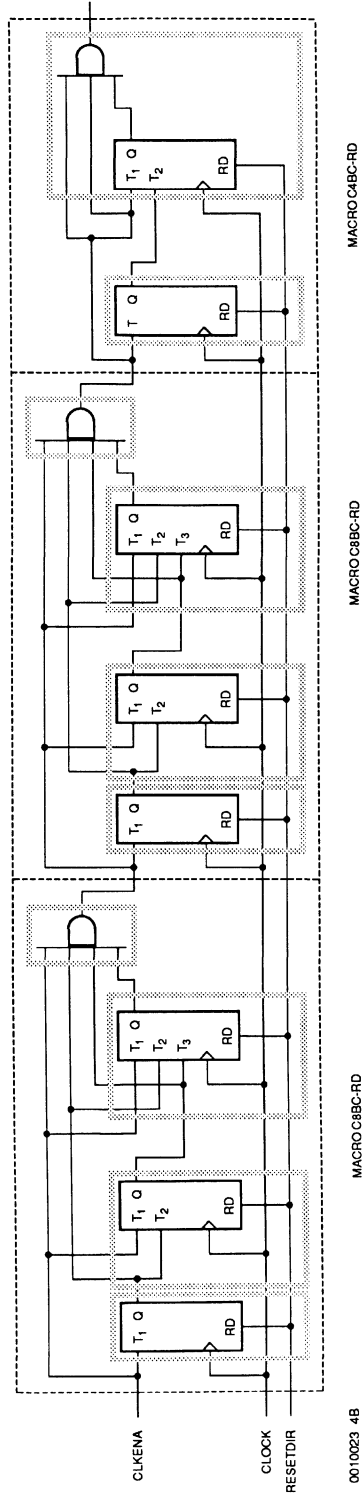 T₁ Q
RD
T₁ Q
T₂
RD
T₁ Q
T₂
T₃
RD
T₁ Q
RD
T₁ Q
T₂
RD
T₁ Q
T₂
T₃
RD
T Q
RD
T₁ Q
T₂
RD
CLKENA
CLOCK
RESETDIR
MACRO C8BC-RD
MACRO C8BC-RD
MACRO C4BC-RD
0010023 4B